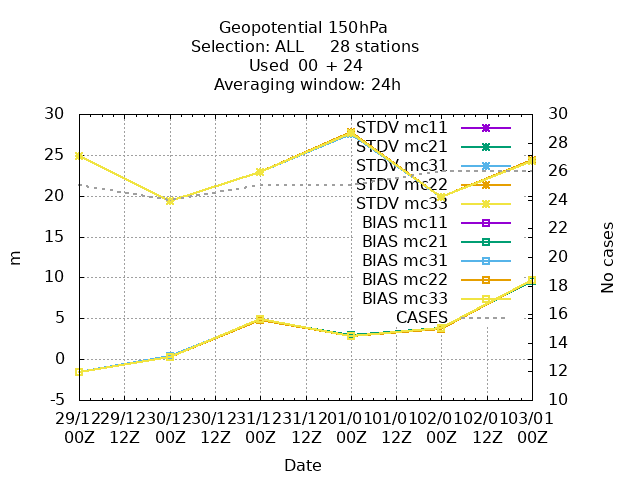 Geopotential 150hPa
Selection: ALL 28 stations
Used 00 + 24
Averaging window: 24h
30 30
STDV mc11
28
STDV mc21
25
STDV mc31
26
STDV mc22
24
20
STDV mc33
BIAS mc11
22
15
BIAS mc21
20
BIAS mc31
10
BIAS mc22
18
BIAS mc33
5
CASES
16
14
0
12
-5 10
m
No cases
29/12 29/12 30/12 30/12 31/12 31/12 01/01 01/01 02/01 02/01 03/01
00Z 12Z 00Z 12Z 00Z 12Z 00Z 12Z 00Z 12Z 00Z
Date